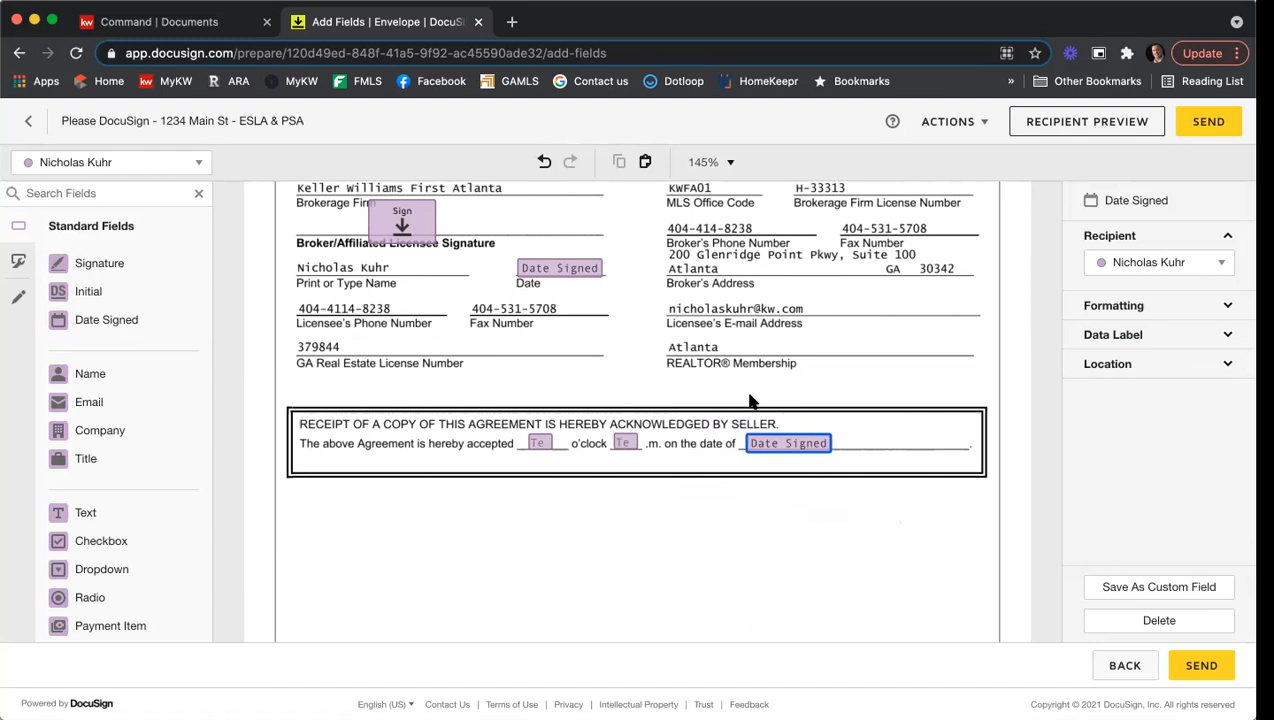 Command | Documents
Add Fields | Envelope | DocuSi
app.docusign.com/prepare/120d49ed-848f-41a5-9f92-ac45590ade32/add-fields
Update
Apps
Home
MyKW
ARA
MyKW
FMLS
Facebook
GAMLS
Contact us
Dotloop
HomeKeepr
Bookmarks
»
Other Bookmarks
Reading List
Please DocuSign - 1234 Main St - ESLA & PSA
ACTIONS
RECIPIENT PREVIEW
SEND
Nicholas Kuhr
145%
Search Fields
Standard Fields
Signature
Initial
Date Signed
Name
Email
Company
Title
Text
Checkbox
Dropdown
Radio
Payment Item
Keller Williams First Atlanta
Brokerage Firm
Sign
Broker/Affiliated Licensee Signature
Nicholas Kuhr
Date Signed
Print or Type Name
Date
404-4114-8238
404-531-5708
Licensee's Phone Number
Fax Number
379844
GA Real Estate License Number
KWFA01
H-33313
MLS Office Code
Brokerage Firm License Number
404-414-8238
404-531-5708
Broker's Phone Number
Fax Number
200 Glenridge Point Pkwy, Suite 100
Atlanta GA 30342
Broker's Address
nicholaskuhr@kw.com
Licensee's E-mail Address
Atlanta
REALTOR® Membership
RECEIPT OF A COPY OF THIS AGREEMENT IS HEREBY ACKNOWLEDGED BY SELLER.
The above Agreement is hereby accepted Te o'clock Te .m. on the date of Date Signed .
Date Signed
Recipient
Nicholas Kuhr
Formatting
Data Label
Location
Save As Custom Field
Delete
BACK
SEND
Powered by DocuSign
English (US)
Contact Us
Terms of Use
Privacy
Intellectual Property
Trust
Feedback
Copyright © 2021 DocuSign, Inc. All rights reserved